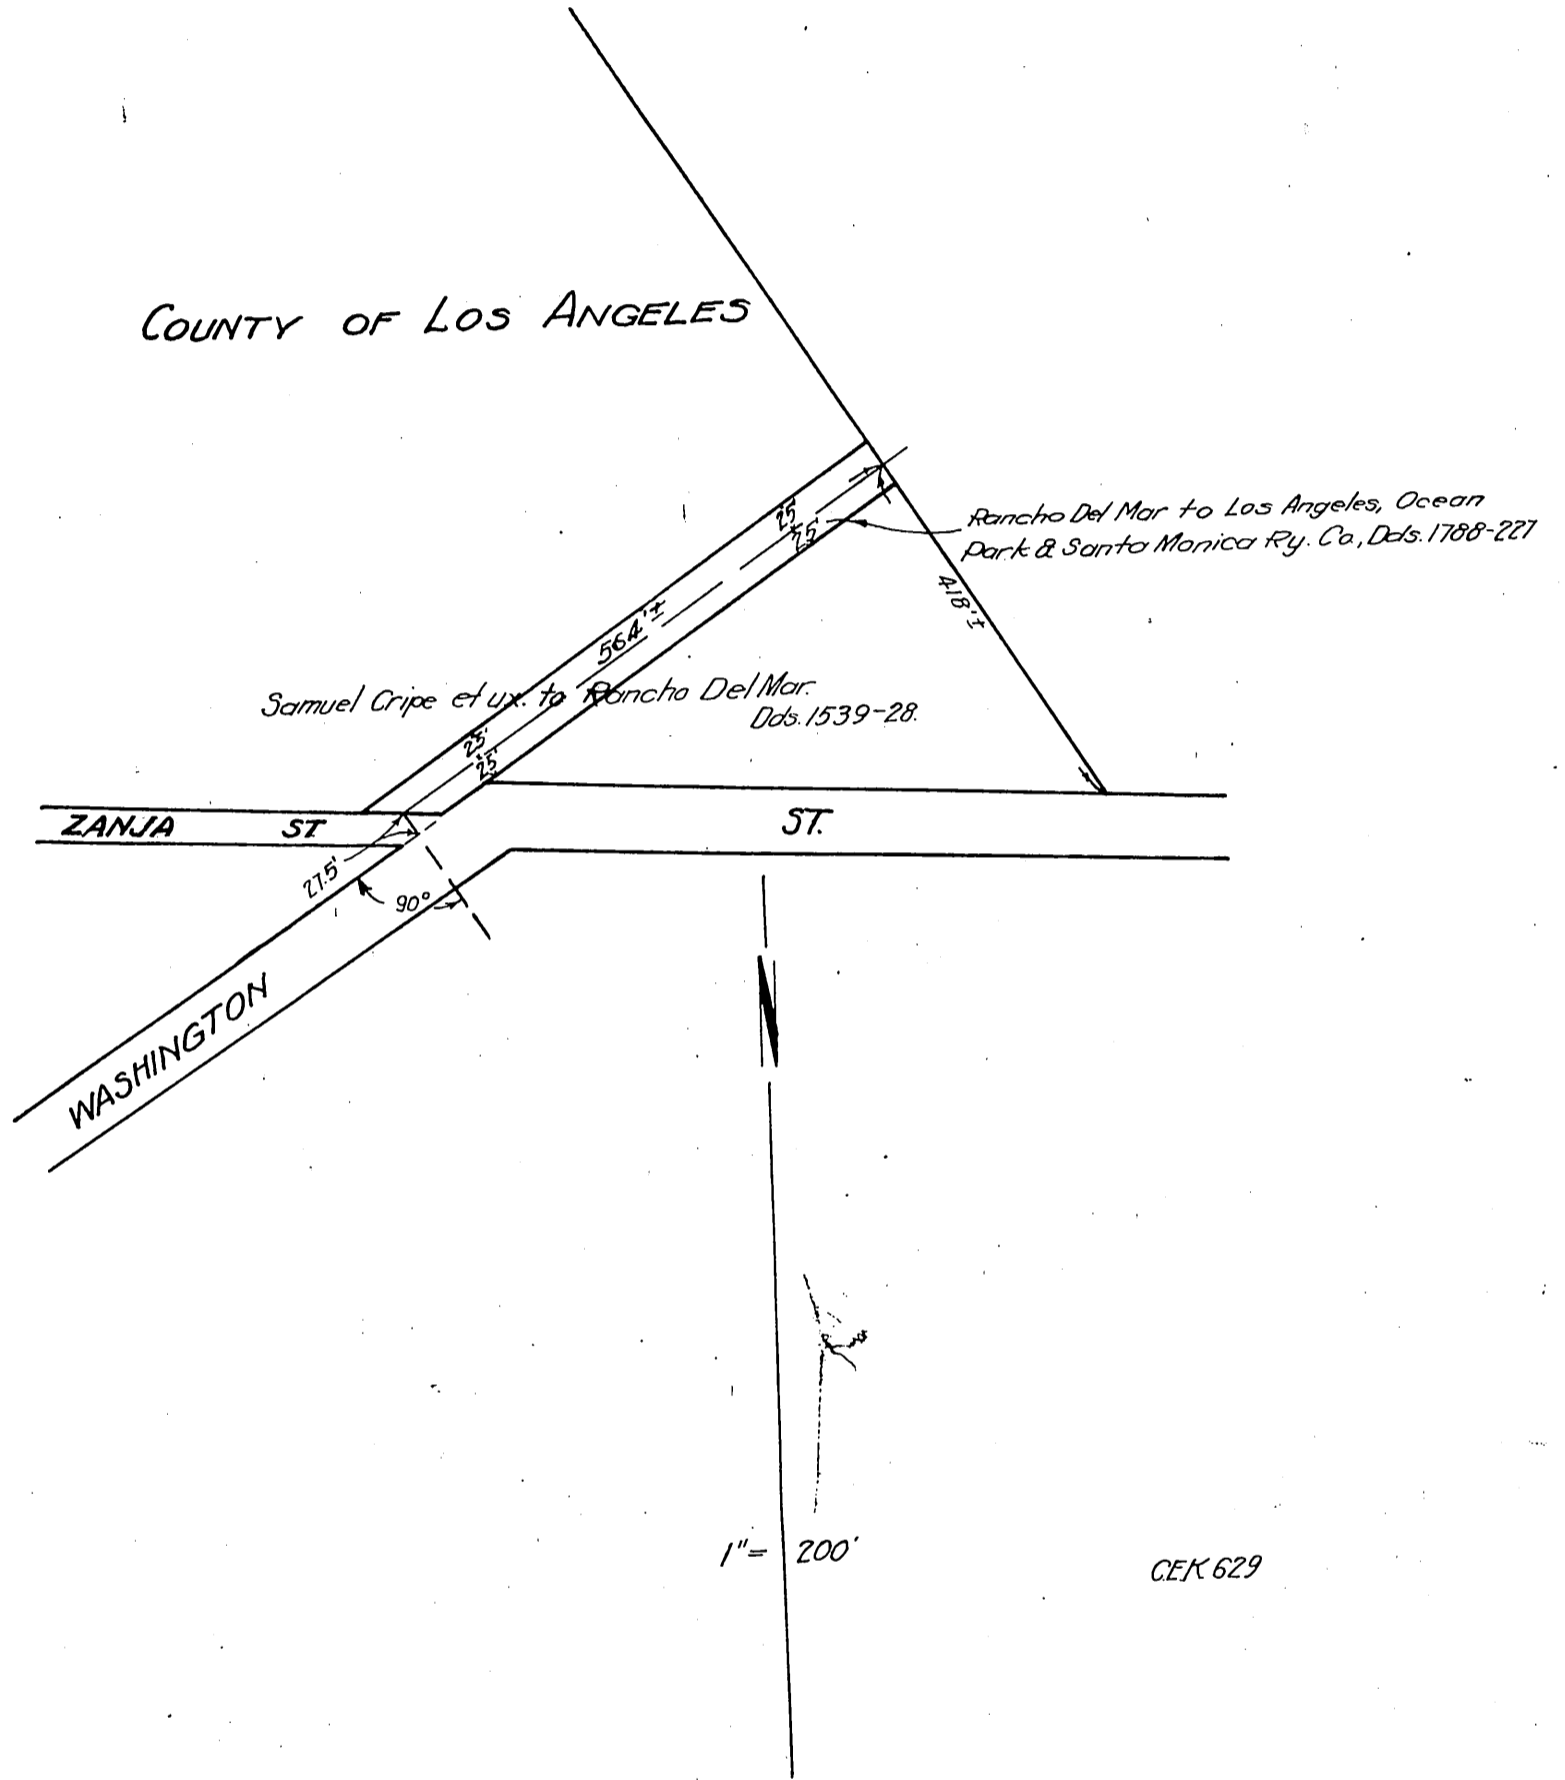 COUNTY OF LOS ANGELES
25'
25'
Rancho Del Mar to Los Angeles, Ocean
Park & Santa Monica Ry. Co., Dds. 1788-227
418'±
564'±
Samuel Cripe et ux. to Rancho Del Mar.
Dds. 1539-28.
25'
25'
ZANJA ST.
ST.
27.5'
90°
WASHINGTON
1" = 200'
CEK 629